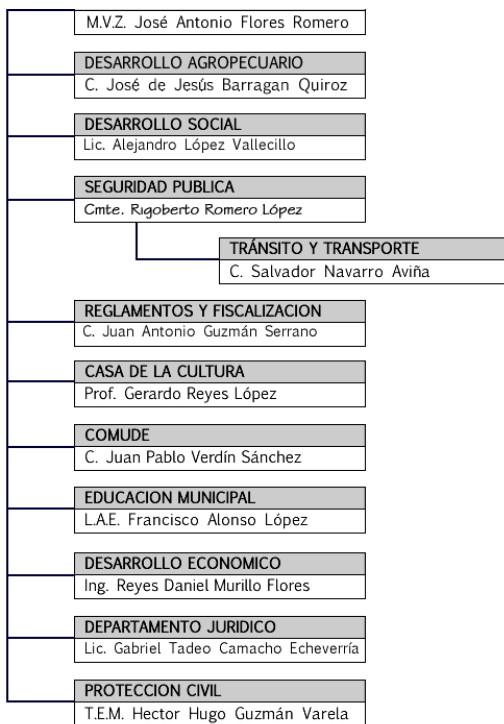 M.V.Z. José Antonio Flores Romero
DESARROLLO AGROPECUARIO
C. José de Jesús Barragan Quiroz
DESARROLLO SOCIAL
Lic. Alejandro López Vallecillo
SEGURIDAD PUBLICA
Cmte. Rigoberto Romero López
TRÁNSITO Y TRANSPORTE
C. Salvador Navarro Aviña
REGLAMENTOS Y FISCALIZACION
C. Juan Antonio Guzmán Serrano
CASA DE LA CULTURA
Prof. Gerardo Reyes López
COMUDE
C. Juan Pablo Verdín Sánchez
EDUCACION MUNICIPAL
L.A.E. Francisco Alonso López
DESARROLLO ECONOMICO
Ing. Reyes Daniel Murillo Flores
DEPARTAMENTO JURIDICO
Lic. Gabriel Tadeo Camacho Echeverría
PROTECCION CIVIL
T.E.M. Hector Hugo Guzmán Varela